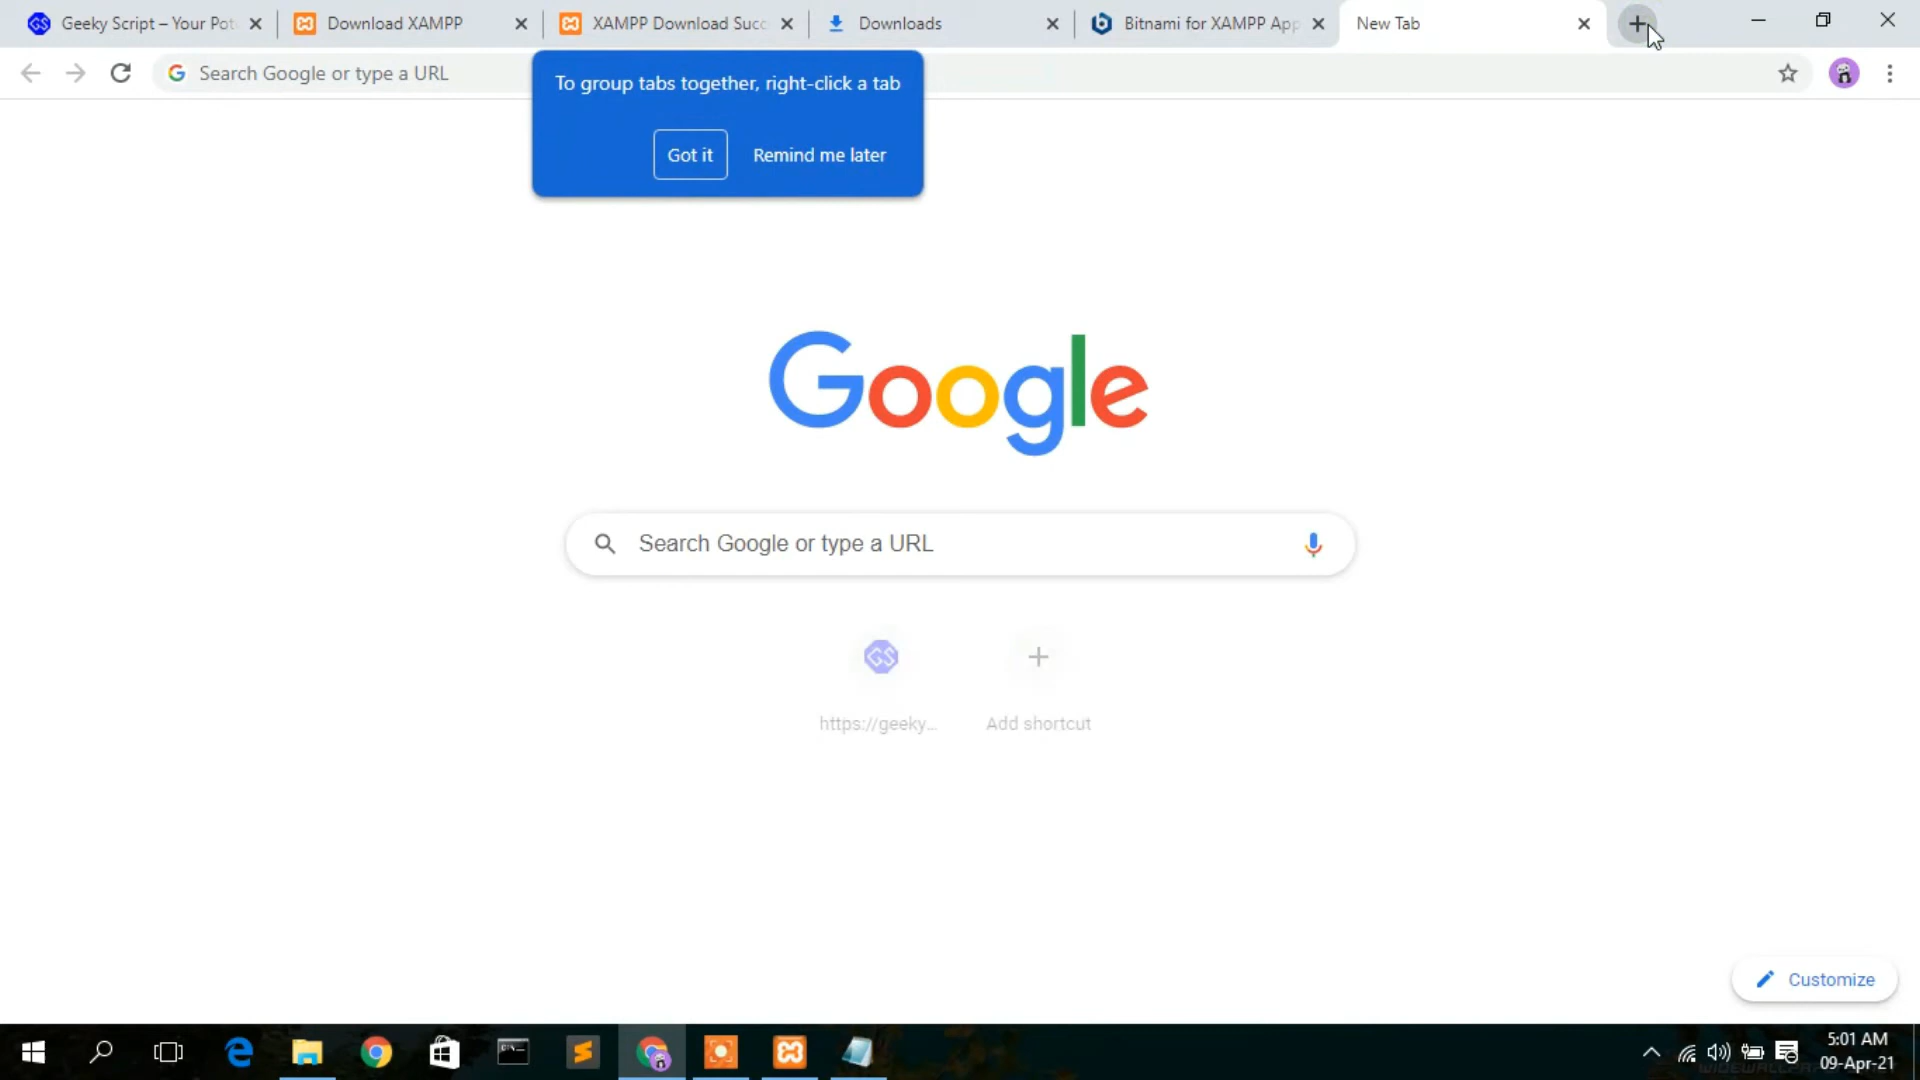 Geeky Script – Your Pot
Download XAMPP
XAMPP Download Succ
Downloads
Bitnami for XAMPP App
New Tab
Search Google or type a URL
To group tabs together, right-click a tab
Got it
Remind me later
Google
Search Google or type a URL
https://geeky...
Add shortcut
Customize
5:01 AM
09-Apr-21